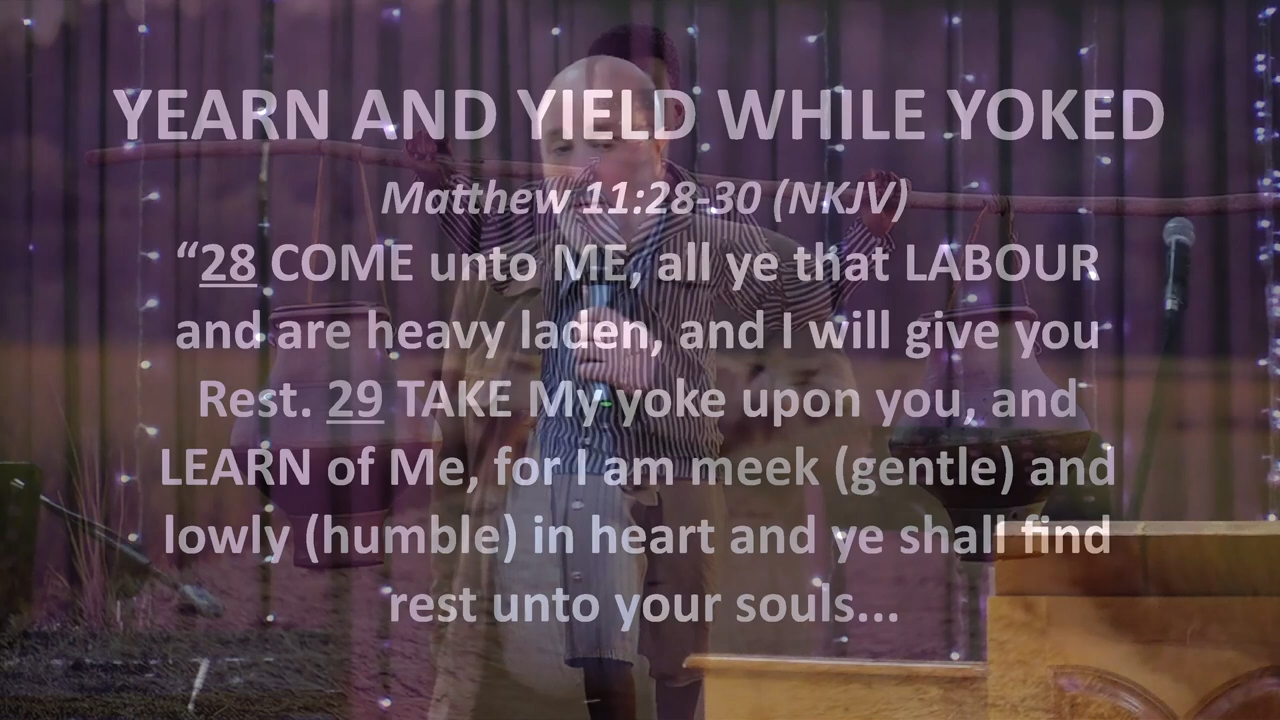 YEARN AND YIELD WHILE YOKED
Matthew 11:28-30 (NKJV)
“28 COME unto ME, all ye that LABOUR
and are heavy laden, and I will give you
Rest. 29 TAKE My yoke upon you, and
LEARN of Me, for I am meek (gentle) and
lowly (humble) in heart and ye shall find
rest unto your souls...